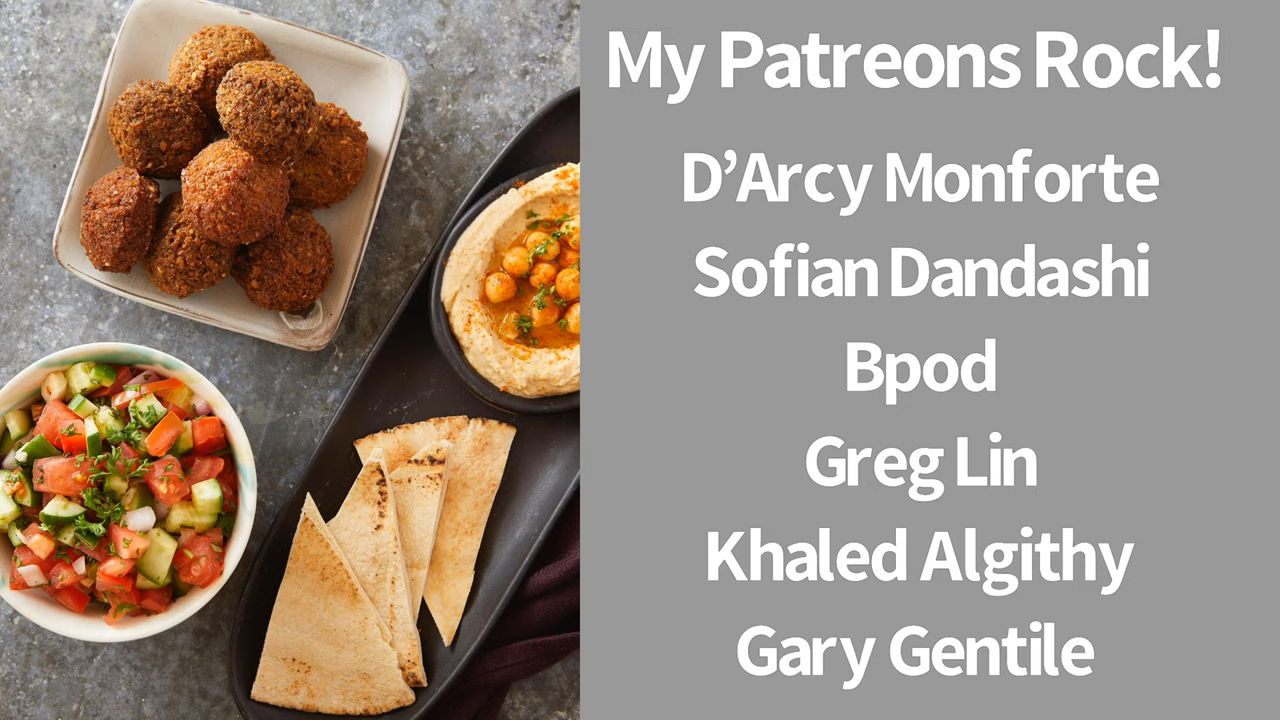 My Patreons Rock!
D’Arcy Monforte
Sofian Dandashi
Bpod
Greg Lin
Khaled Algithy
Gary Gentile